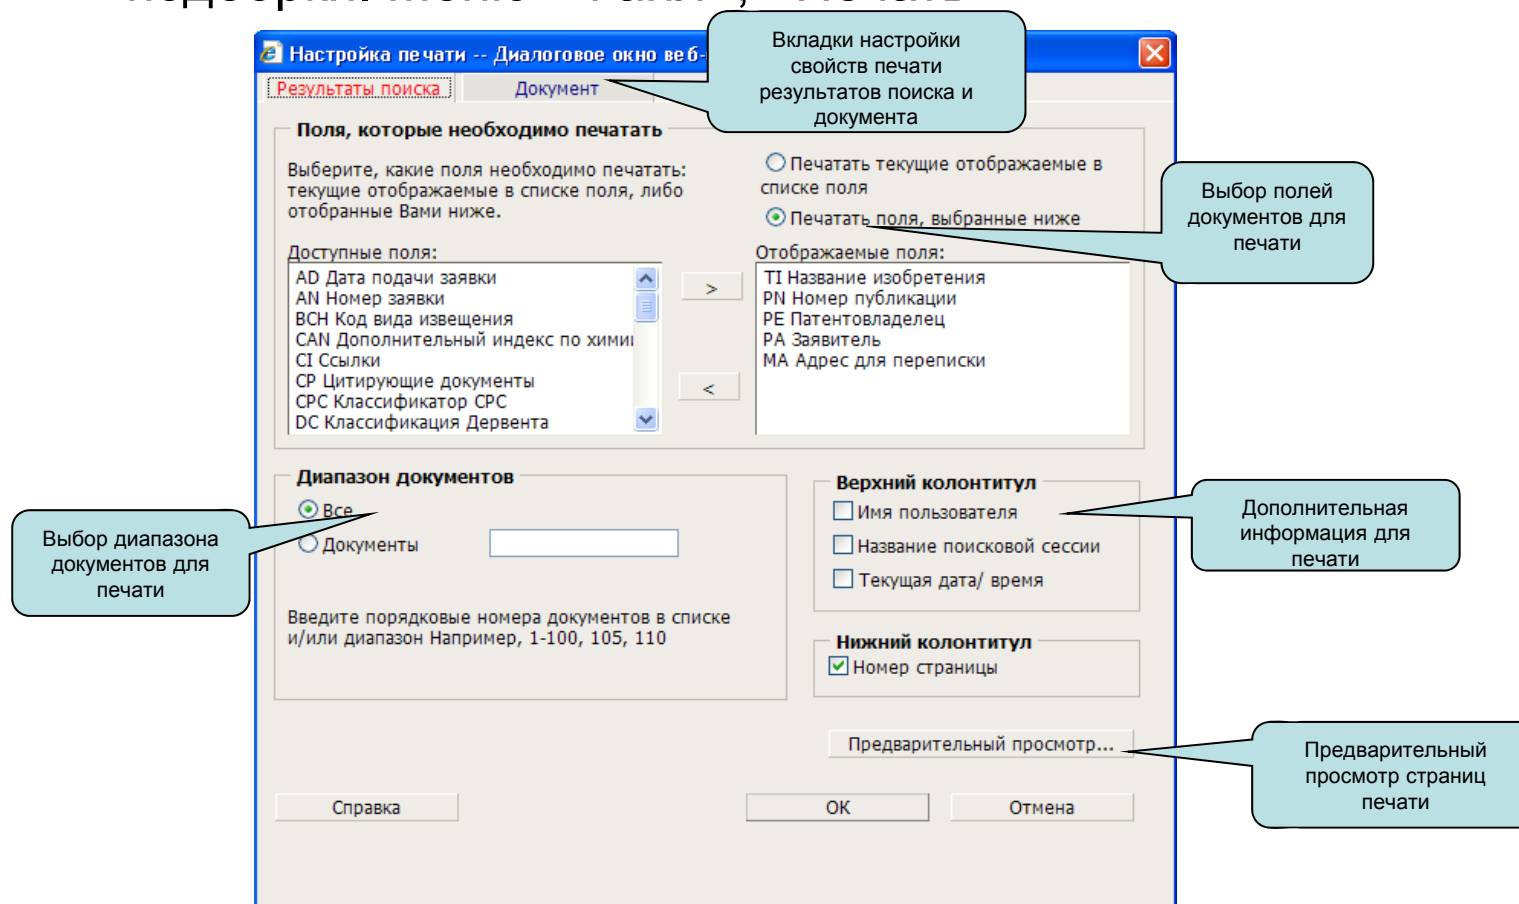 Настройка печати -- Диалоговое окно веб-
Вкладки настройки
свойств печати
результатов поиска и
документа
Результаты поиска
Документ
Поля, которые необходимо печатать
Выберите, какие поля необходимо печатать:
текущие отображаемые в списке поля, либо
отобранные Вами ниже.
Печатать текущие отображаемые в
списке поля
Печатать поля, выбранные ниже
Выбор полей
документов для
печати
Доступные поля:
AD Дата подачи заявки
AN Номер заявки
BCH Код вида извещения
CAN Дополнительный индекс по химии
CI Ссылки
CP Цитирующие документы
CPC Классификатор CPC
DC Классификация Дервента
>
<
Отображаемые поля:
TI Название изобретения
PN Номер публикации
PE Патентовладелец
PA Заявитель
MA Адрес для переписки
Диапазон документов
Все
Документы
Введите порядковые номера документов в списке
и/или диапазон Например, 1-100, 105, 110
Выбор диапазона
документов для
печати
Верхний колонтитул
Имя пользователя
Название поисковой сессии
Текущая дата/ время
Дополнительная
информация для
печати
Нижний колонтитул
Номер страницы
Предварительный просмотр...
Предварительный
просмотр страниц
печати
Справка
ОК
Отмена